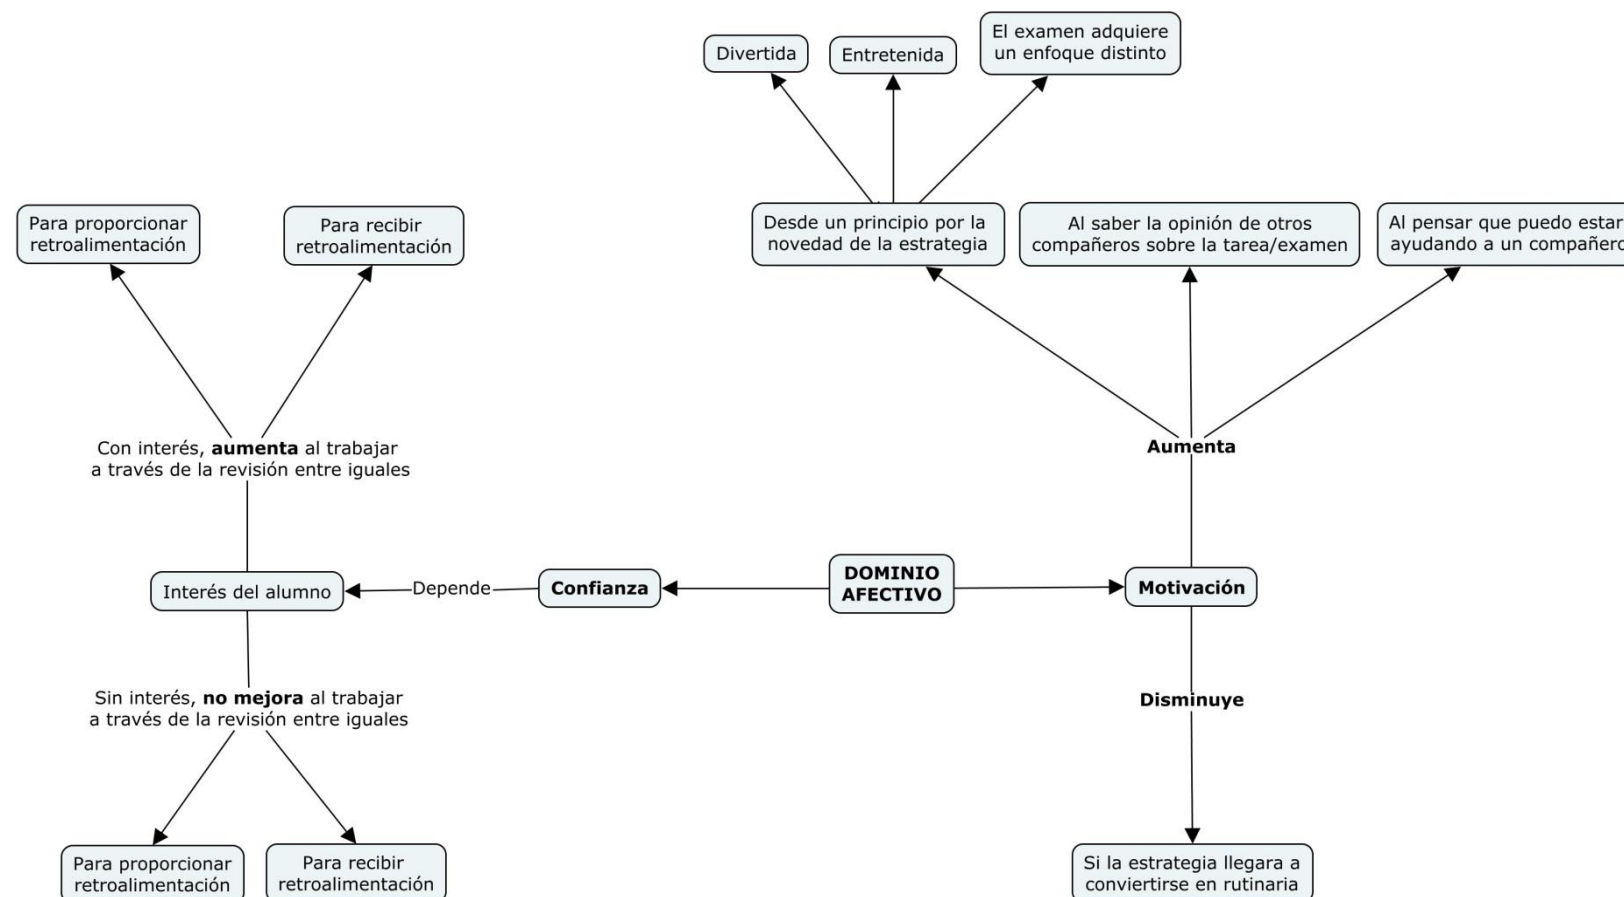 El examen adquiere
un enfoque distinto
Divertida
Entretenida
Para proporcionar
retroalimentación
Para recibir
retroalimentación
Desde un principio por la
novedad de la estrategia
Al saber la opinión de otros
compañeros sobre la tarea/examen
Al pensar que puedo estar
ayudando a un compañero
Con interés, aumenta al trabajar
a través de la revisión entre iguales
Aumenta
Interés del alumno
Depende
Confianza
DOMINIO
AFECTIVO
Motivación
Sin interés, no mejora al trabajar
a través de la revisión entre iguales
Disminuye
Para proporcionar
retroalimentación
Para recibir
retroalimentación
Si la estrategia llegara a
conviertirse en rutinaria